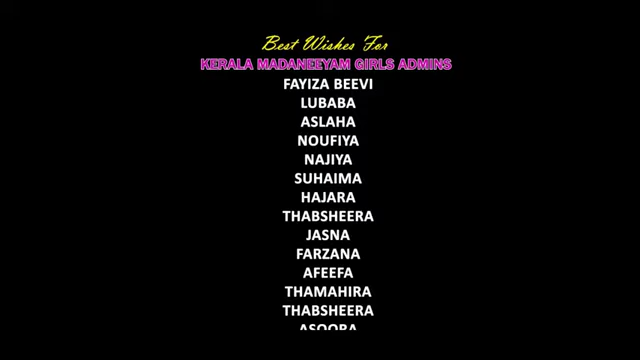 Best Wishes For
KERALA MADANEEYAM GIRLS ADMINS
FAYIZA BEEVI
LUBABA
ASLAHA
NOUFIYA
NAJIYA
SUHAIMA
HAJARA
THABSHEERA
JASNA
FARZANA
AFEEFA
THAMAHIRA
THABSHEERA